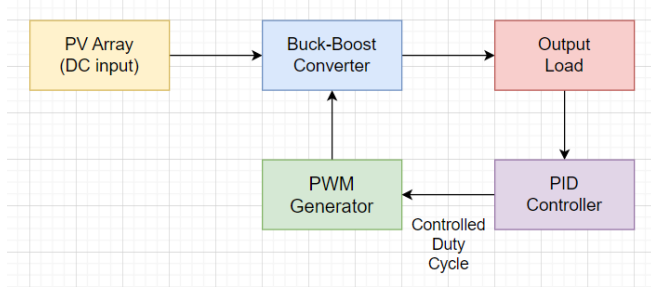 PV Array
(DC input)
Buck-Boost
Converter
Output
Load
PWM
Generator
PID
Controller
Controlled
Duty
Cycle